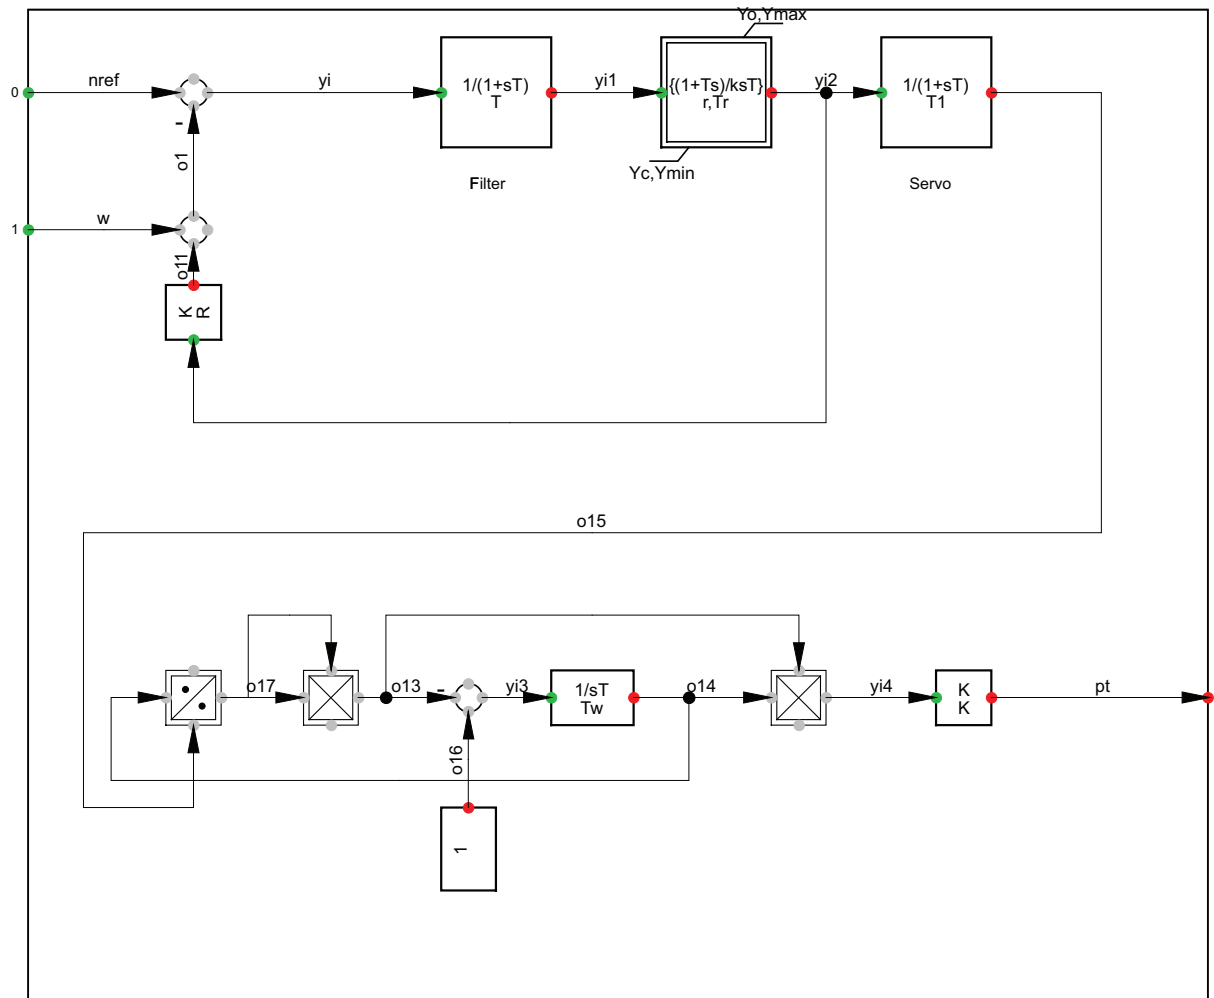 Yo,Ymax
0
nref
-
yi
1/(1+sT)
T
Filter
yi1
{(1+Ts)/ksT}
r,Tr
Yc,Ymin
yi2
1/(1+sT)
T1
Servo
o1
1
w
o11
K
R
o15
o17
o13
-
yi3
1/sT
Tw
o14
yi4
K
K
pt
o16
1